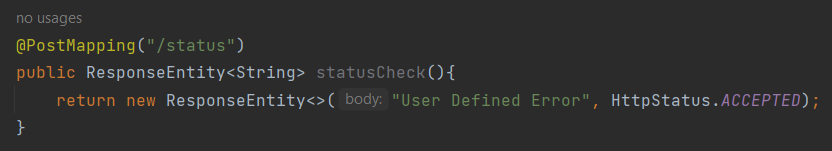 no usages
@PostMapping("/status")
public ResponseEntity<String> statusCheck(){
return new ResponseEntity<>( body: "User Defined Error", HttpStatus.ACCEPTED);
}